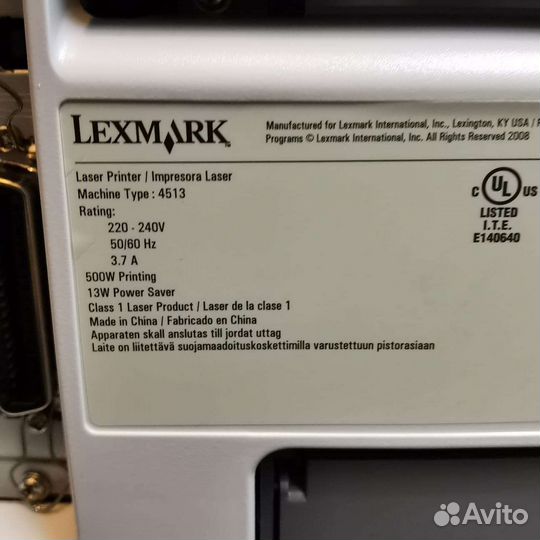 LEXMARK
Manufactured for Lexmark International, Inc., Lexington, KY USA /
Programs © Lexmark International, Inc. All Rights Reserved 2008
Laser Printer / Impresora Laser
Machine Type : 4513
Rating:
220 - 240V
50/60 Hz
3.7 A
500W Printing
13W Power Saver
Class 1 Laser Product / Laser de la clase 1
Made in China / Fabricado en China
Apparaten skall anslutas till jordat uttag
Laite on liitettävä suojamaadoituskoskettimilla varustettuun pistorasiaan
C UL US
LISTED
I.T.E.
E140640
Avito